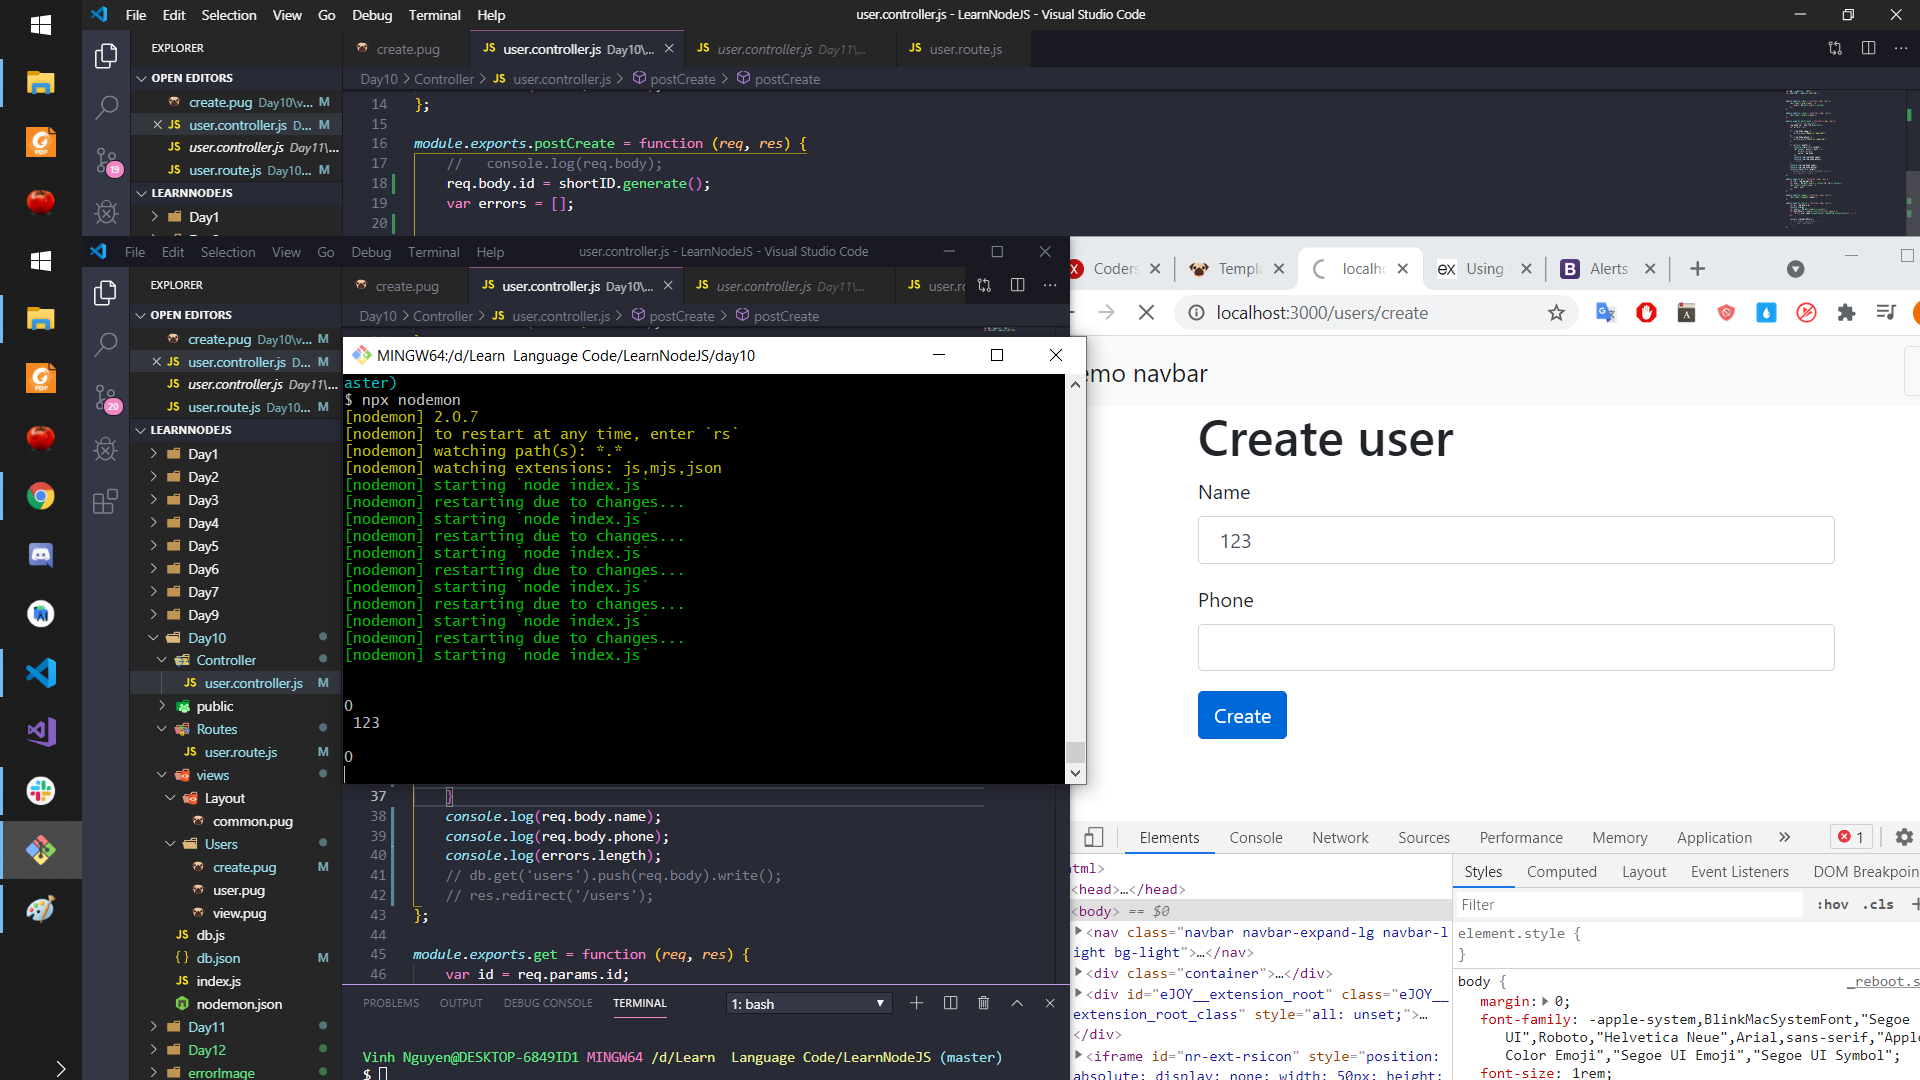 File Edit Selection View Go Debug Terminal Help
user.controller.js - LearnNodeJS - Visual Studio Code
EXPLORER
create.pug
JS user.controller.js Day10\...
JS user.controller.js Day11\...
JS user.route.js
OPEN EDITORS
Day10 > Controller > JS user.controller.js > postCreate > postCreate
create.pug Day10\v... M
JS user.controller.js D... M
JS user.controller.js Day11\...
JS user.route.js Day10... M
19
LEARNNODEJS
Day1
14 };
15
16 module.exports.postCreate = function (req, res) {
17 //   console.log(req.body);
18 req.body.id = shortID.generate();
19 var errors = [];
20
File Edit Selection View Go Debug Terminal Help
user.controller.js - LearnNodeJS - Visual Studio Code
EXPLORER
create.pug
JS user.controller.js Day10\...
JS user.controller.js Day11\...
JS user.ro
OPEN EDITORS
Day10 > Controller > JS user.controller.js > postCreate > postCreate
create.pug Day10\v... M
JS user.controller.js D... M
JS user.controller.js Day11\...
JS user.route.js Day10... M
20
LEARNNODEJS
Day1
Day2
Day3
Day4
Day5
Day6
Day7
Day9
Day10
Controller
JS user.controller.js M
public
Routes
JS user.route.js M
views
Layout
common.pug
Users
create.pug M
user.pug
view.pug
JS db.js
{} db.json M
JS index.js
nodemon.json
Day11
Day12
errorImage
MINGW64:/d/Learn  Language Code/LearnNodeJS/day10
aster)
$ npx nodemon
[nodemon] 2.0.7
[nodemon] to restart at any time, enter `rs`
[nodemon] watching path(s): *.*
[nodemon] watching extensions: js,mjs,json
[nodemon] starting `node index.js`
[nodemon] restarting due to changes...
[nodemon] starting `node index.js`
[nodemon] restarting due to changes...
[nodemon] starting `node index.js`
[nodemon] restarting due to changes...
[nodemon] starting `node index.js`
[nodemon] restarting due to changes...
[nodemon] starting `node index.js`
[nodemon] restarting due to changes...
[nodemon] starting `node index.js`
0
123
0
37 }
38 console.log(req.body.name);
39 console.log(req.body.phone);
40 console.log(errors.length);
41 // db.get('users').push(req.body).write();
42 // res.redirect('/users');
43 };
44
45 module.exports.get = function (req, res) {
46 var id = req.params.id;
PROBLEMS OUTPUT DEBUG CONSOLE TERMINAL
1: bash
Vinh Nguyen@DESKTOP-6849ID1 MINGW64 /d/Learn  Language Code/LearnNodeJS (master)
$
Coders
Templa
localho
ex Using
B Alerts
localhost:3000/users/create
emo navbar
Create user
Name
123
Phone
Create
Elements Console Network Sources Performance Memory Application » 1
tml>
<head>…</head>
<body> == $0
<nav class="navbar navbar-expand-lg navbar-l
ight bg-light">…</nav>
<div class="container">…</div>
<div id="eJOY__extension_root" class="eJOY__
extension_root_class" style="all: unset;">…
</div>
<iframe id="nr-ext-rsicon" style="position:
absolute; display: none; width: 50px; height:
Styles Computed Layout Event Listeners DOM Breakpoin
Filter :hov .cls +
element.style {
}
body { _reboot.s
margin: 0;
font-family: -apple-system,BlinkMacSystemFont,"Segoe
UI",Roboto,"Helvetica Neue",Arial,sans-serif,"Apple
Color Emoji","Segoe UI Emoji","Segoe UI Symbol";
font-size: 1rem;